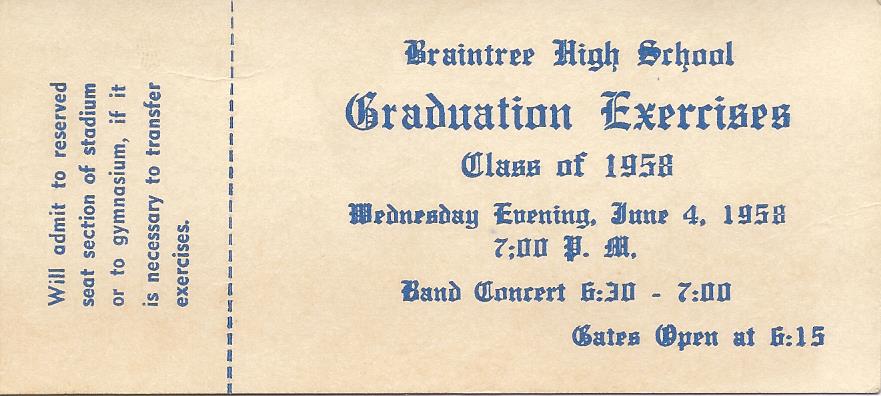 Will admit to reserved
seat section of stadium
or to gymnasium, if it
is necessary to transfer
exercises.
Braintree High School
Graduation Exercises
Class of 1958
Wednesday Evening, June 4, 1958
7:00 P. M.
Band Concert 6:30 - 7:00
Gates Open at 6:15